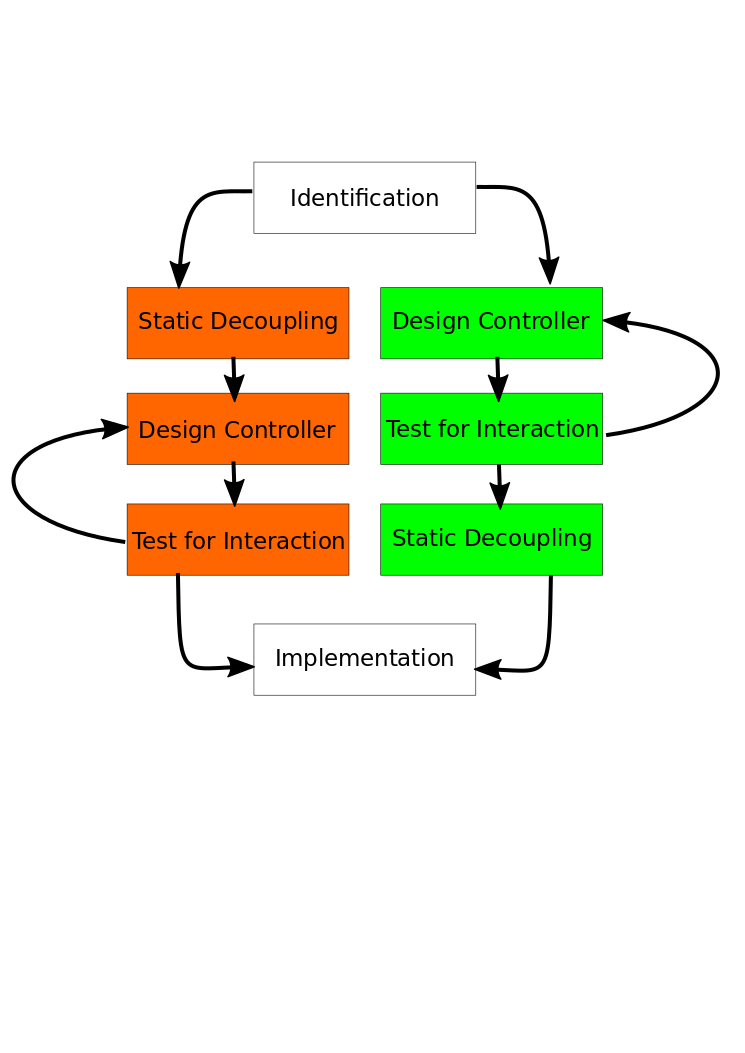 Identification
Static Decoupling
Design Controller
Design Controller
Test for Interaction
Test for Interaction
Static Decoupling
Implementation